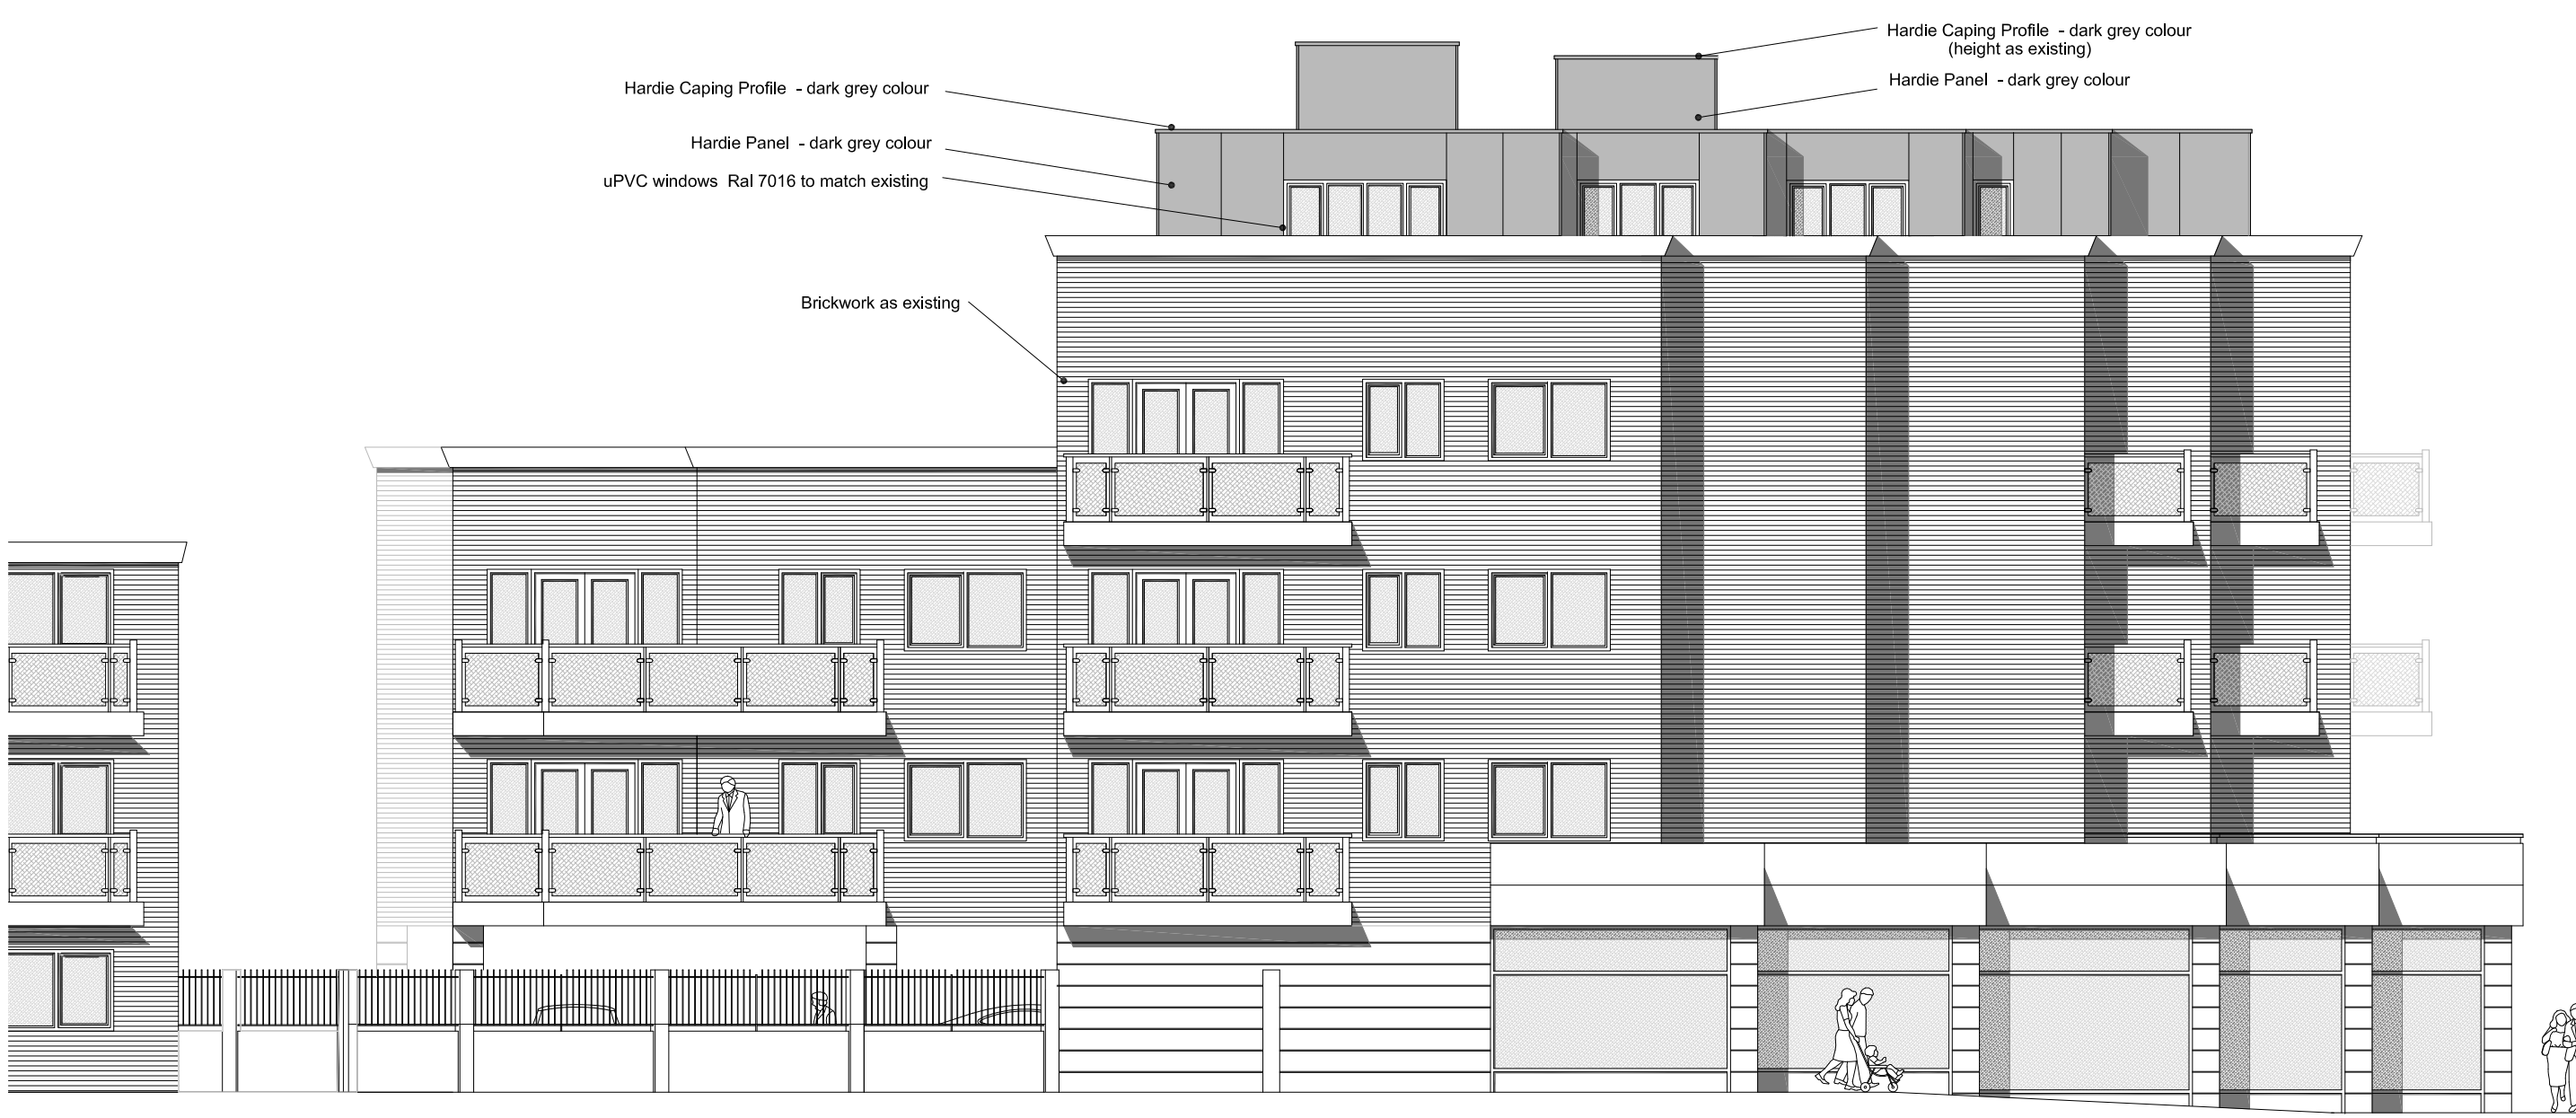 Hardie Caping Profile - dark grey colour
(height as existing)
Hardie Panel - dark grey colour
Hardie Caping Profile - dark grey colour
Hardie Panel - dark grey colour
uPVC windows Ral 7016 to match existing
Brickwork as existing